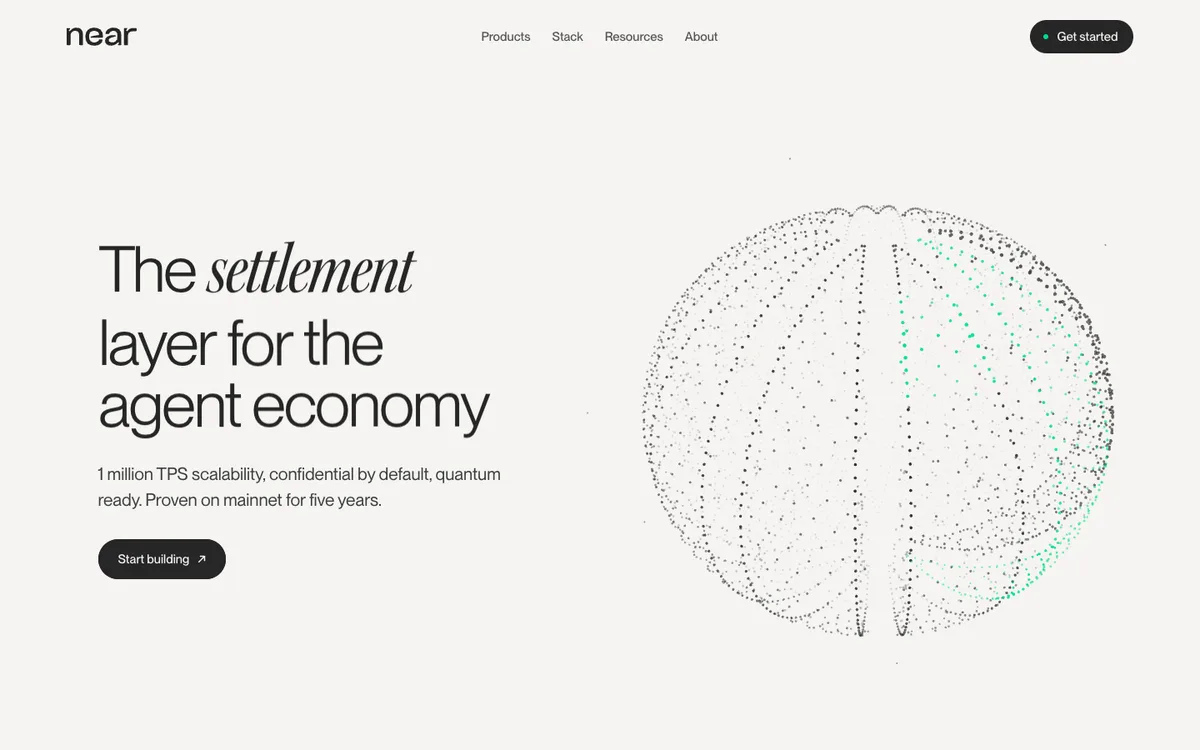 near
Products
Stack
Resources
About
Get started
The settlement
layer for the
agent economy
1 million TPS scalability, confidential by default, quantum
ready. Proven on mainnet for five years.
Start building ↗